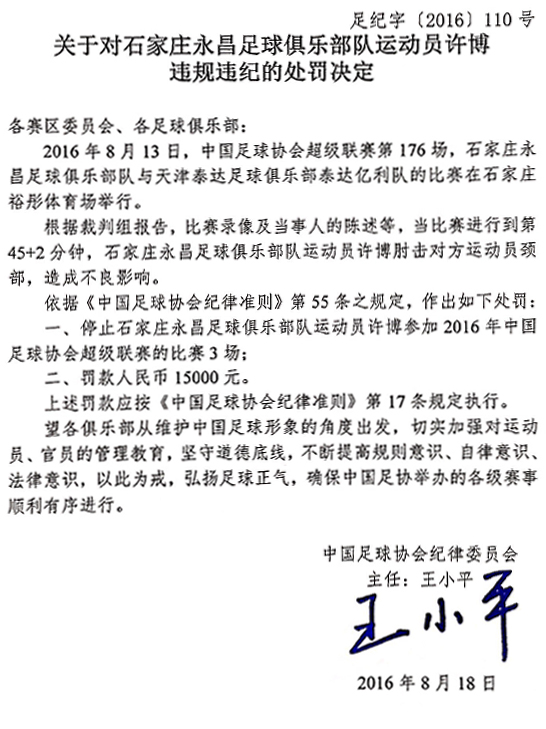 足纪字〔2016〕110 号
关于对石家庄永昌足球俱乐部队运动员许博
违规违纪的处罚决定
各赛区委员会、各足球俱乐部：
2016 年 8 月 13 日，中国足球协会超级联赛第 176 场，石家庄永
昌足球俱乐部队与天津泰达足球俱乐部泰达亿利队的比赛在石家庄
裕彤体育场举行。
根据裁判组报告，比赛录像及当事人的陈述等，当比赛进行到第
45+2 分钟，石家庄永昌足球俱乐部队运动员许博肘击对方运动员颈
部，造成不良影响。
依据《中国足球协会纪律准则》第 55 条之规定，作出如下处罚：
一、停止石家庄永昌足球俱乐部队运动员许博参加 2016 年中国
足球协会超级联赛的比赛 3 场；
二、罚款人民币 15000 元。
上述罚款应按《中国足球协会纪律准则》第 17 条规定执行。
望各俱乐部从维护中国足球形象的角度出发，切实加强对运动
员、官员的管理教育，坚守道德底线，不断提高规则意识、自律意识、
法律意识，以此为戒，弘扬足球正气，确保中国足协举办的各级赛事
顺利有序进行。
中国足球协会纪律委员会
主任：王小平
王小平
2016 年 8 月 18 日